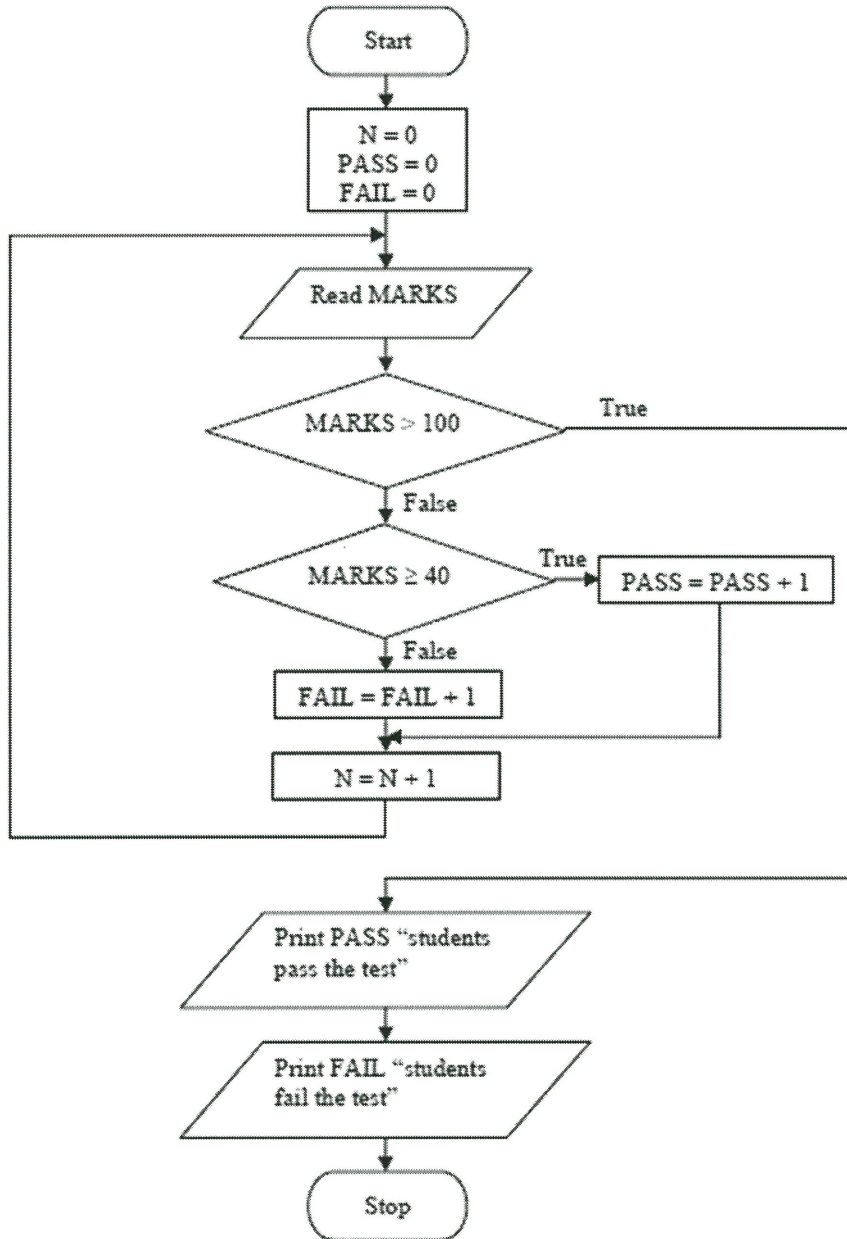 Start
N = 0
PASS = 0
FAIL = 0
Read MARKS
MARKS > 100
True
False
MARKS ≥ 40
True
PASS = PASS + 1
False
FAIL = FAIL + 1
N = N + 1
Print PASS “students
pass the test”
Print FAIL “students
fail the test”
Stop